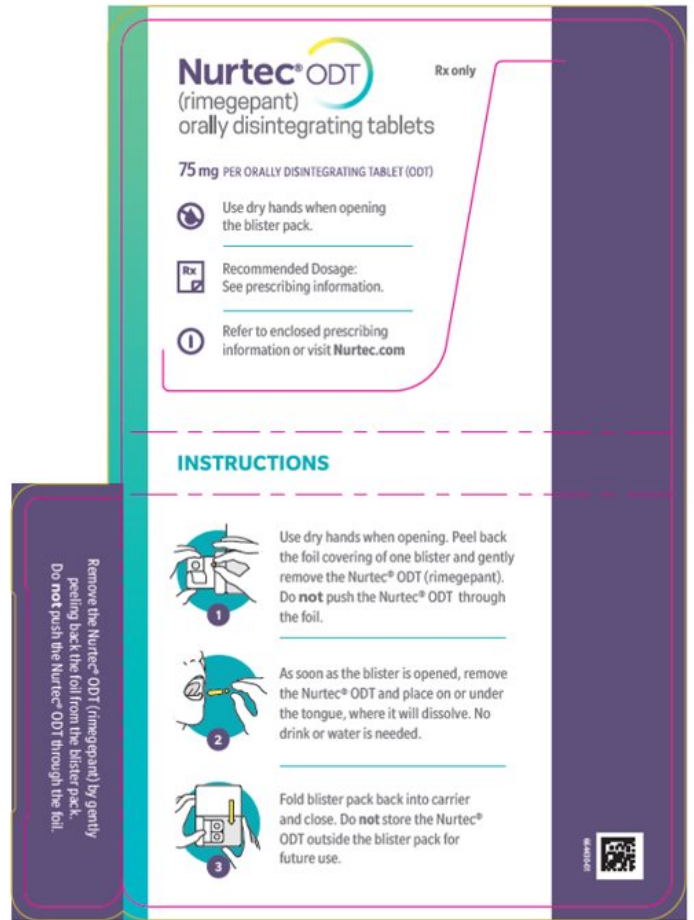 Nurtec® ODT
Rx only
(rimegepant)
orally disintegrating tablets
75 mg PER ORALLY DISINTEGRATING TABLET (ODT)
Use dry hands when opening
the blister pack.
Rx
Recommended Dosage:
See prescribing information.
Refer to enclosed prescribing
information or visit Nurtec.com
INSTRUCTIONS
Use dry hands when opening. Peel back
the foil covering of one blister and gently
remove the Nurtec® ODT (rimegepant).
Do not push the Nurtec® ODT through
the foil.
1
As soon as the blister is opened, remove
the Nurtec® ODT and place on or under
the tongue, where it will dissolve. No
drink or water is needed.
2
Fold blister pack back into carrier
and close. Do not store the Nurtec®
ODT outside the blister pack for
future use.
3
Remove the Nurtec® ODT (rimegepant) by gently
peeling back the foil from the blister pack.
Do not push the Nurtec® ODT through the foil.